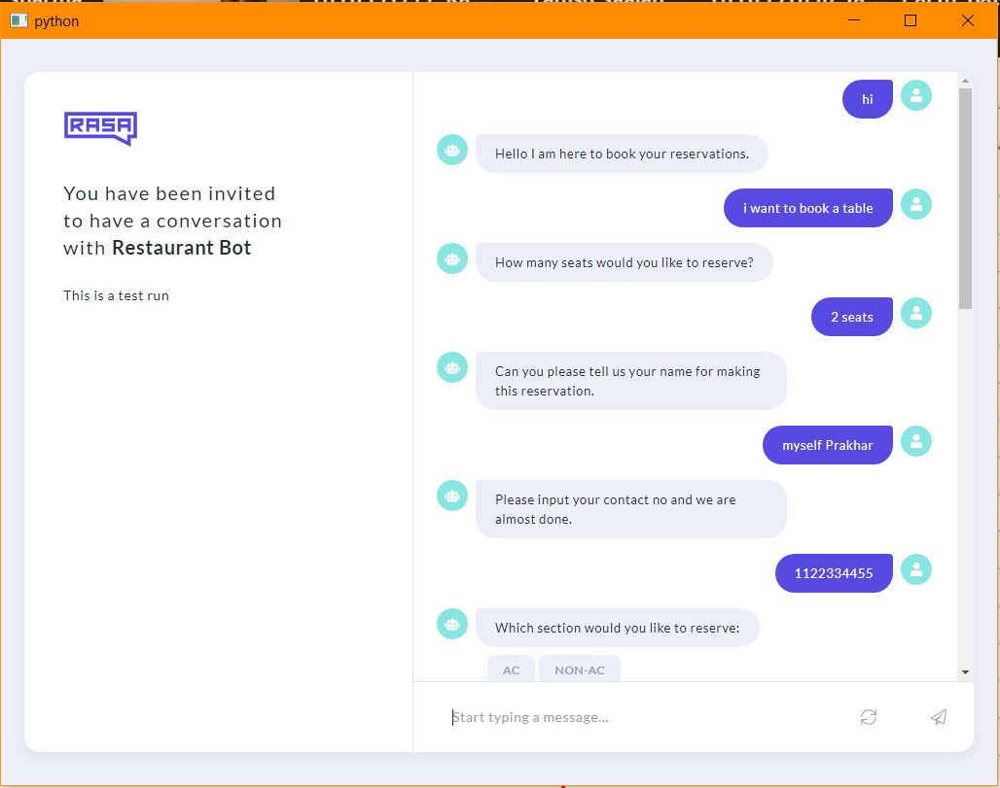 python
RASA
You have been invited
to have a conversation
with Restaurant Bot
This is a test run
hi
Hello I am here to book your reservations.
i want to book a table
How many seats would you like to reserve?
2 seats
Can you please tell us your name for making
this reservation.
myself Prakhar
Please input your contact no and we are
almost done.
1122334455
Which section would you like to reserve:
AC NON-AC
Start typing a message...